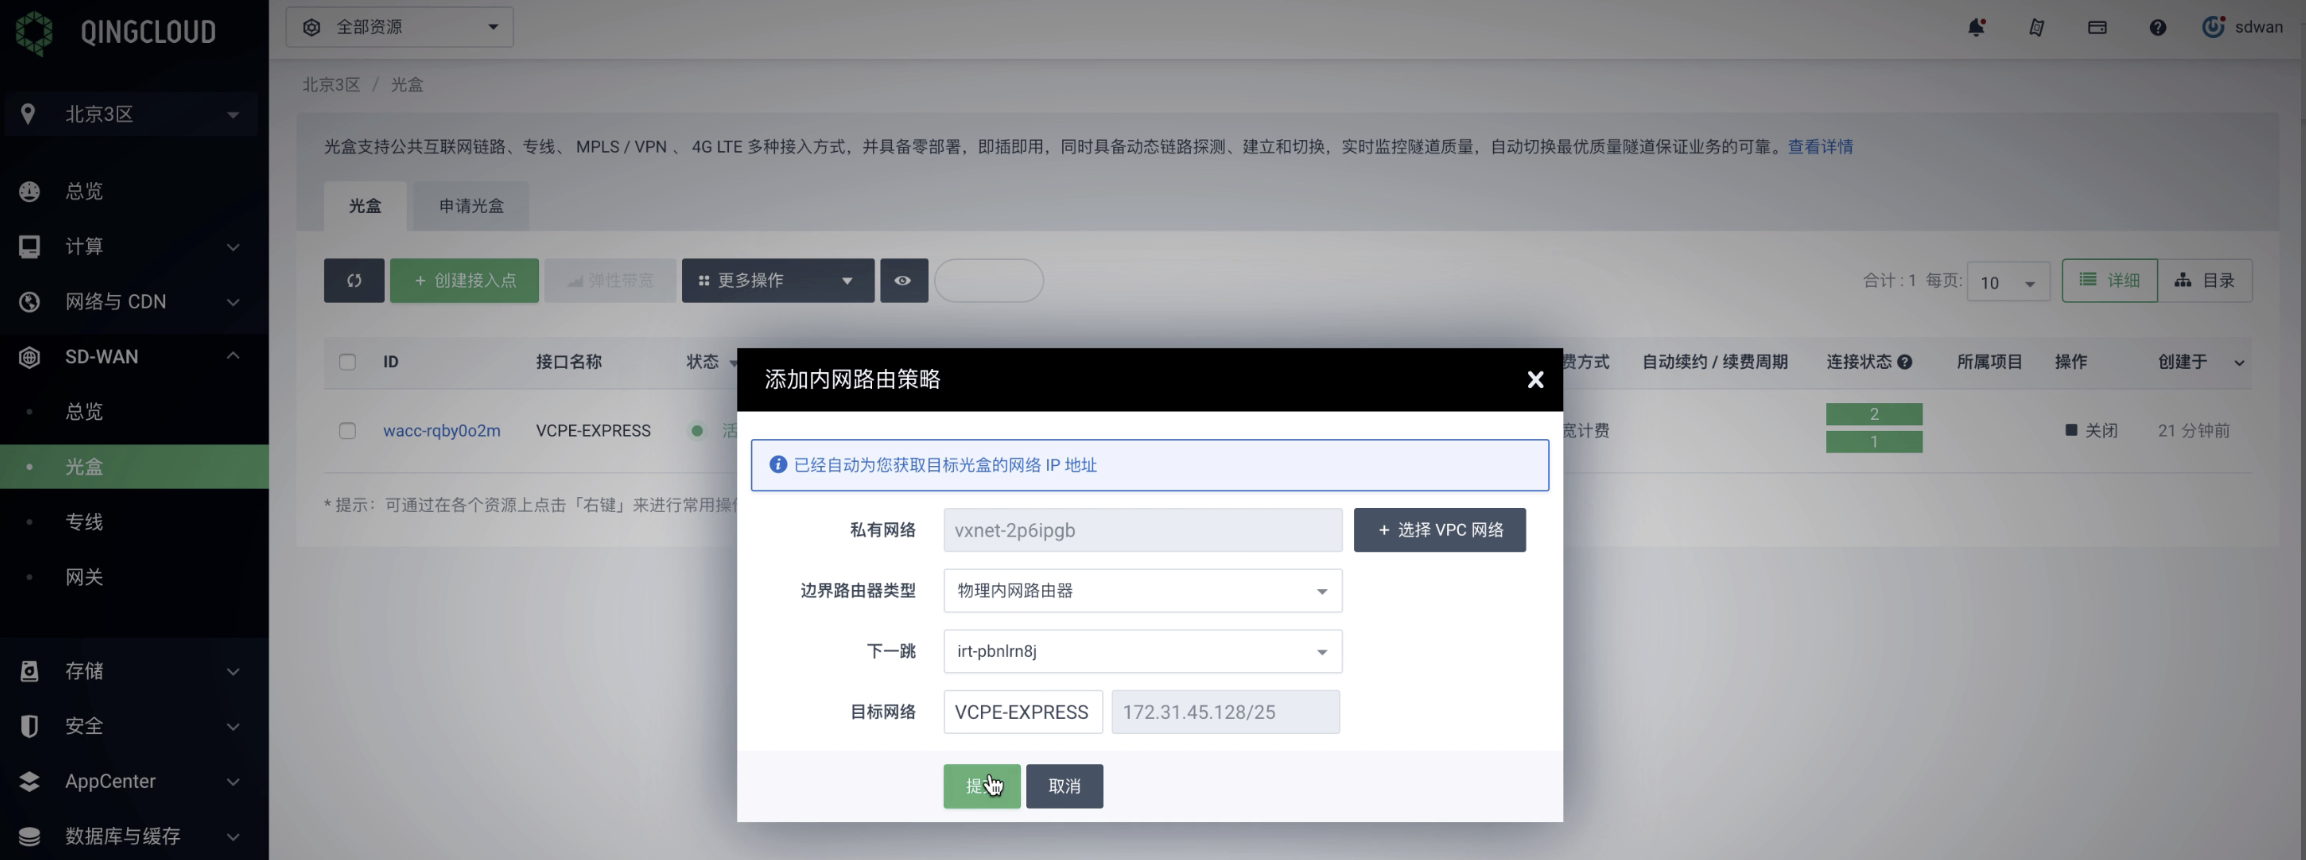 QINGCLOUD
全部资源
sdwan
北京3区
北京3区 / 光盒
光盒支持公共互联网链路、专线、 MPLS / VPN 、 4G LTE 多种接入方式，并具备零部署，即插即用，同时具备动态链路探测、建立和切换，实时监控隧道质量，自动切换最优质量隧道保证业务的可靠。查看详情
总览
光盒
申请光盒
计算
+ 创建接入点
弹性带宽
更多操作
合计 : 1 每页: 10
详细
目录
网络与 CDN
SD-WAN
ID
接口名称
状态
费方式
自动续约 / 续费周期
连接状态
所属项目
操作
创建于
总览
wacc-rqby0o2m
VCPE-EXPRESS
活
宽计费
2
1
关闭
21 分钟前
光盒
* 提示：可通过在各个资源上点击「右键」来进行常用操作
专线
网关
存储
安全
AppCenter
数据库与缓存
添加内网路由策略
已经自动为您获取目标光盒的网络 IP 地址
私有网络
vxnet-2p6ipgb
+ 选择 VPC 网络
边界路由器类型
物理内网路由器
下一跳
irt-pbnlrn8j
目标网络
VCPE-EXPRESS
172.31.45.128/25
提
取消